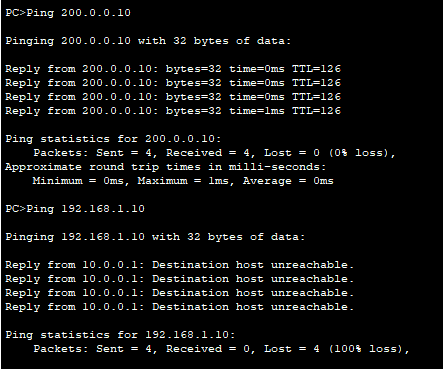 PC>Ping 200.0.0.10
Pinging 200.0.0.10 with 32 bytes of data:
Reply from 200.0.0.10: bytes=32 time=0ms TTL=126
Reply from 200.0.0.10: bytes=32 time=0ms TTL=126
Reply from 200.0.0.10: bytes=32 time=0ms TTL=126
Reply from 200.0.0.10: bytes=32 time=1ms TTL=126
Ping statistics for 200.0.0.10:
    Packets: Sent = 4, Received = 4, Lost = 0 (0% loss),
Approximate round trip times in milli-seconds:
    Minimum = 0ms, Maximum = 1ms, Average = 0ms
PC>Ping 192.168.1.10
Pinging 192.168.1.10 with 32 bytes of data:
Reply from 10.0.0.1: Destination host unreachable.
Reply from 10.0.0.1: Destination host unreachable.
Reply from 10.0.0.1: Destination host unreachable.
Reply from 10.0.0.1: Destination host unreachable.
Ping statistics for 192.168.1.10:
    Packets: Sent = 4, Received = 0, Lost = 4 (100% loss),